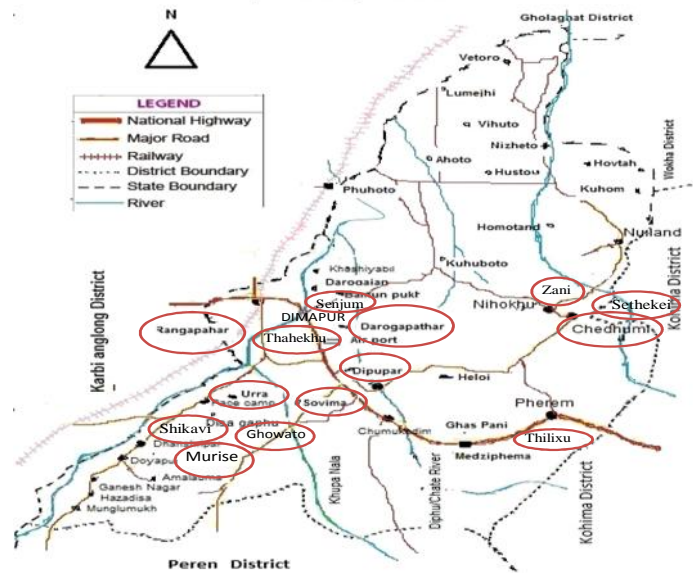 N
Gholaghat District
Vetoro
LEGEND
National Highway
Major Road
Railway
District Boundary
State Boundary
River
Lumejhi
Vihuto
Nizheto
Ahoto
Hustou
Hovtah
Wokha District
Phuhoto
Kuhom
Homotand
Nuiland
Kuhuboto
Khashiyabil
Darogajan
Zani
Senjum
Nihokhu
Sethekei
DIMAPUR
Karbi anglong District
Rangapahar
Thahekhu
Darogapathar
Chedhumi
Air port
Dipupar
Heloi
Urra
Sovima
Pherem
Shikavi
Ghowato
Chumukedim
Ghas Pani
Thilixu
Murise
Medziphema
Doyapur
Ganesh Nagar
Hazadisa
Munglumukh
Khupa Nala
Diphu/Chate River
Kohima District
Kohima District
Peren District